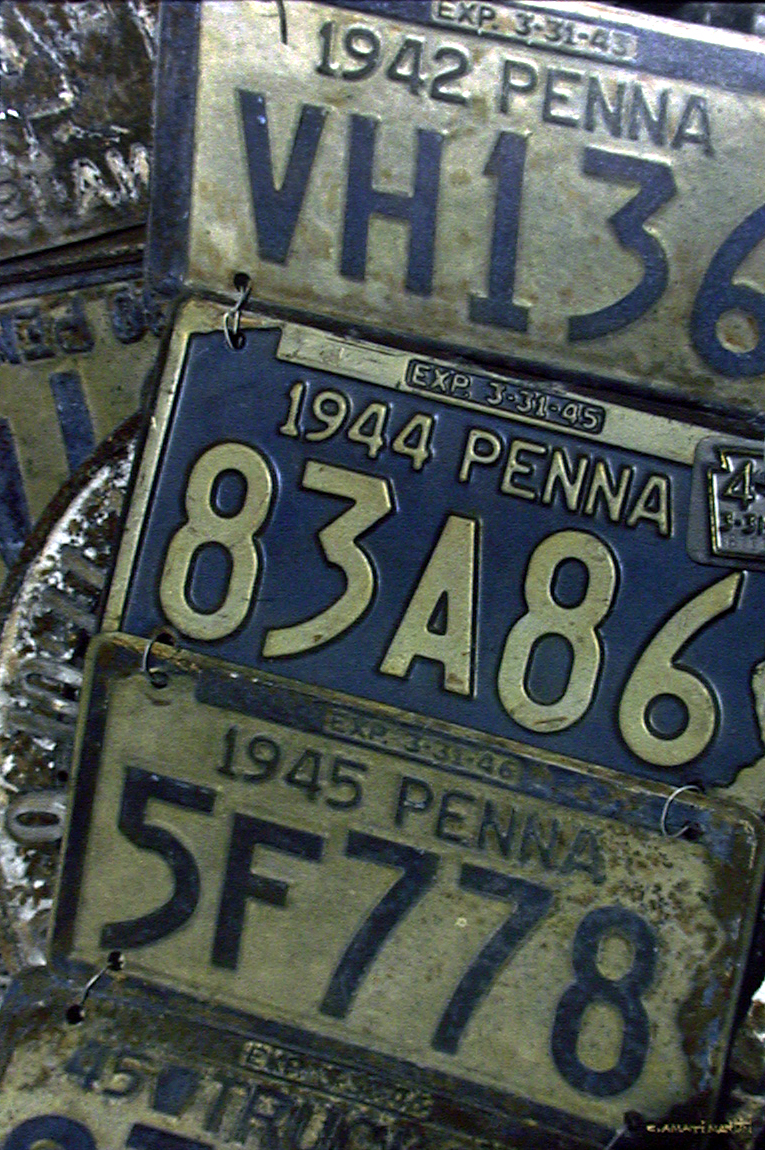 EXP. 3-31-43
1942 PENNA
VH136
EXP. 3-31-45
1944 PENNA
83A86
4
EXP. 3-31-46
1945 PENNA
5F778
45 TRUCK